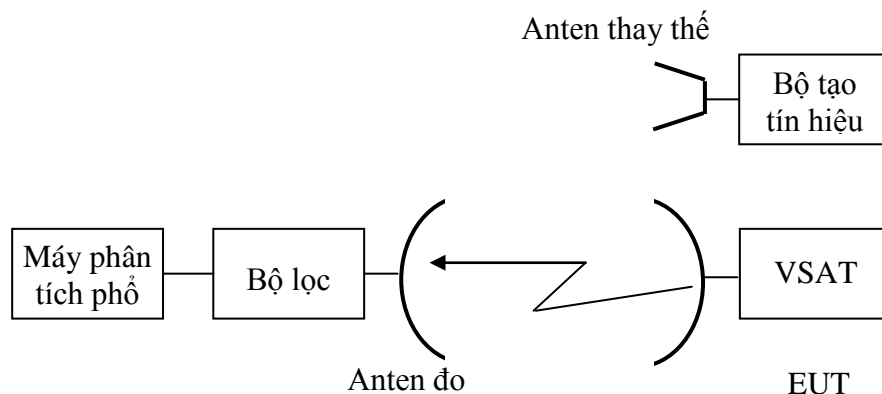 Anten thay thế
Bộ tạo
tín hiệu
Máy phân
tích phổ
Bộ lọc
VSAT
Anten đo
EUT